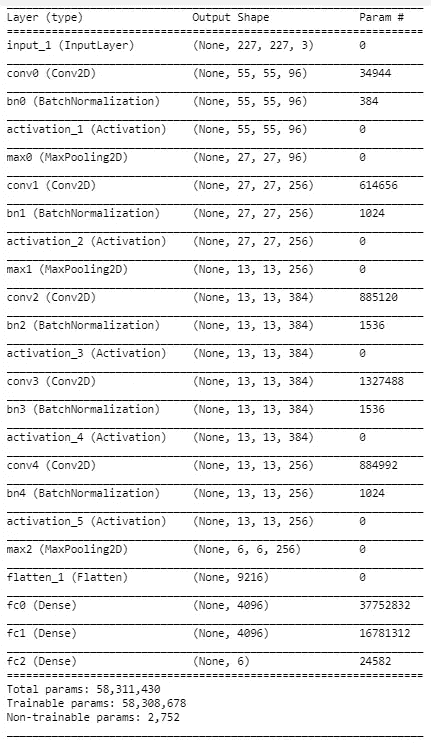 Layer (type) Output Shape Param #
input_1 (InputLayer) (None, 227, 227, 3) 0
conv0 (Conv2D) (None, 55, 55, 96) 34944
bn0 (BatchNormalization) (None, 55, 55, 96) 384
activation_1 (Activation) (None, 55, 55, 96) 0
max0 (MaxPooling2D) (None, 27, 27, 96) 0
conv1 (Conv2D) (None, 27, 27, 256) 614656
bn1 (BatchNormalization) (None, 27, 27, 256) 1024
activation_2 (Activation) (None, 27, 27, 256) 0
max1 (MaxPooling2D) (None, 13, 13, 256) 0
conv2 (Conv2D) (None, 13, 13, 384) 885120
bn2 (BatchNormalization) (None, 13, 13, 384) 1536
activation_3 (Activation) (None, 13, 13, 384) 0
conv3 (Conv2D) (None, 13, 13, 384) 1327488
bn3 (BatchNormalization) (None, 13, 13, 384) 1536
activation_4 (Activation) (None, 13, 13, 384) 0
conv4 (Conv2D) (None, 13, 13, 256) 884992
bn4 (BatchNormalization) (None, 13, 13, 256) 1024
activation_5 (Activation) (None, 13, 13, 256) 0
max2 (MaxPooling2D) (None, 6, 6, 256) 0
flatten_1 (Flatten) (None, 9216) 0
fc0 (Dense) (None, 4096) 37752832
fc1 (Dense) (None, 4096) 16781312
fc2 (Dense) (None, 6) 24582
Total params: 58,311,430
Trainable params: 58,308,678
Non-trainable params: 2,752